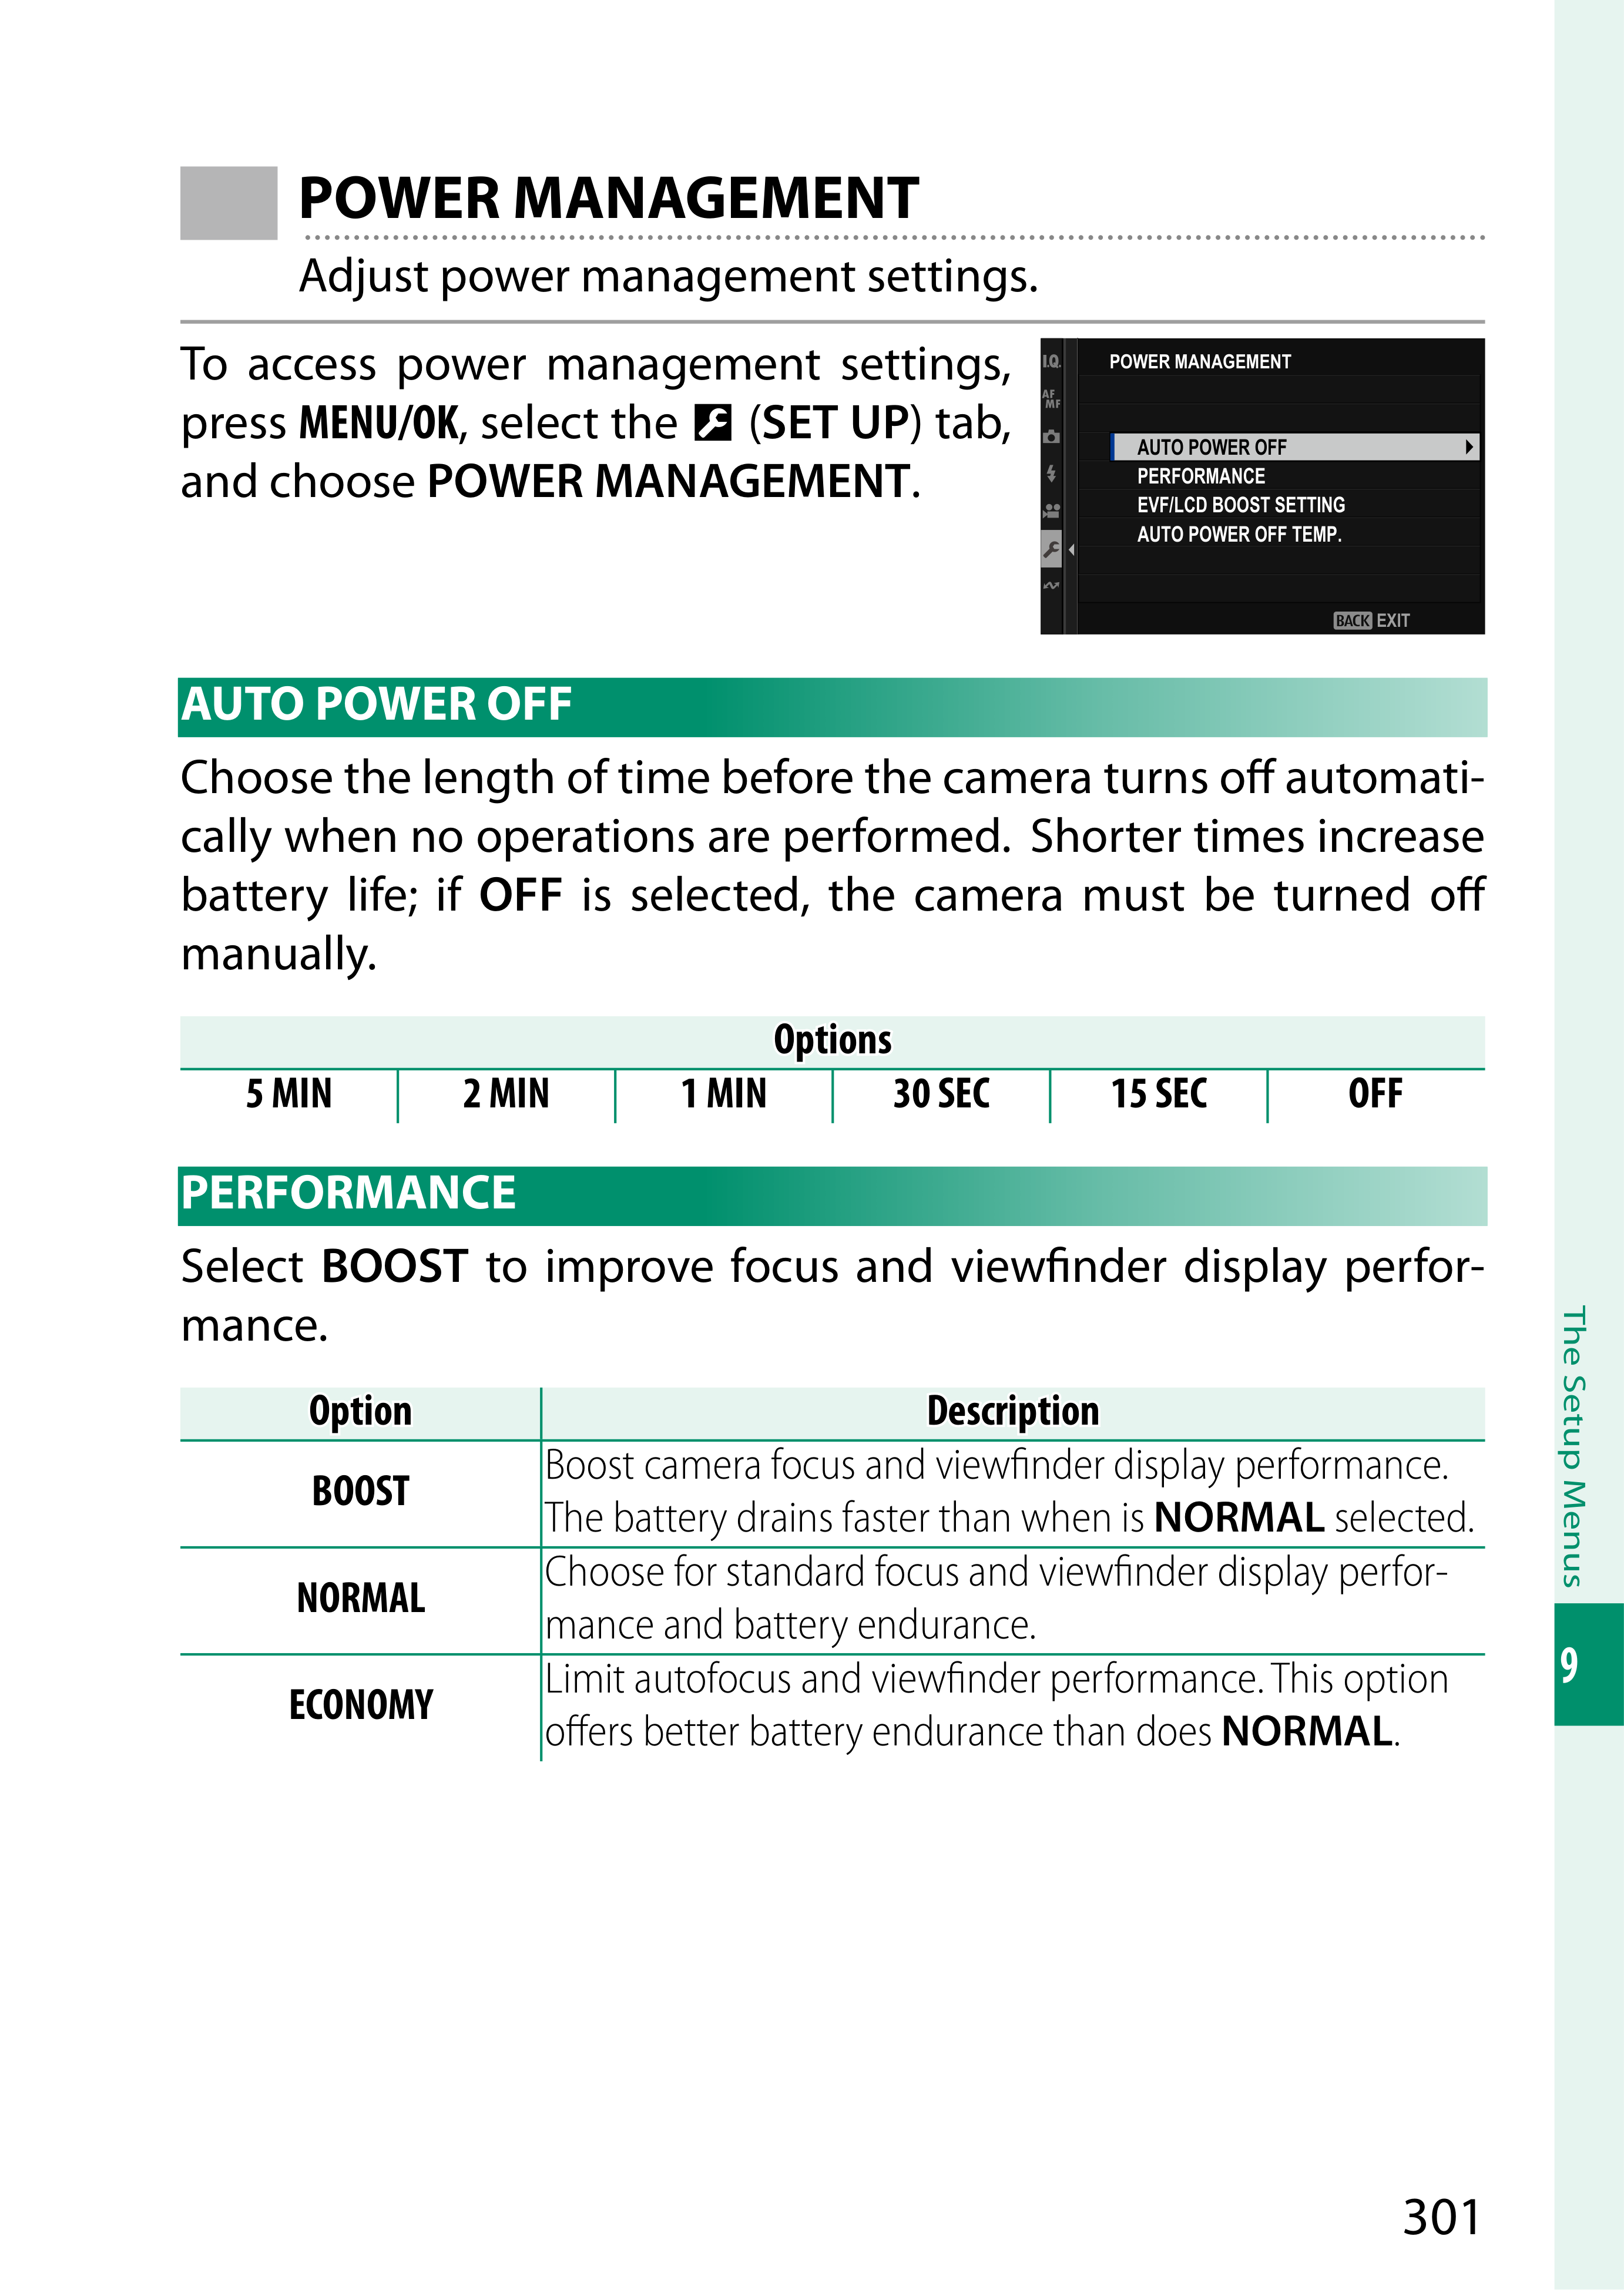 POWER MANAGEMENT
Adjust power management settings.
To access power management settings,
press MENU/OK, select the (SET UP) tab,
and choose POWER MANAGEMENT.
I.Q.
AF
MF
POWER MANAGEMENT
AUTO POWER OFF
PERFORMANCE
EVF/LCD BOOST SETTING
AUTO POWER OFF TEMP.
BACK EXIT
AUTO POWER OFF
Choose the length of time before the camera turns off automati-
cally when no operations are performed. Shorter times increase
battery life; if OFF is selected, the camera must be turned off
manually.
Options
5 MIN 2 MIN 1 MIN 30 SEC 15 SEC OFF
PERFORMANCE
Select BOOST to improve focus and viewfinder display perfor-
mance.
Option Description
BOOST
Boost camera focus and viewfinder display performance.
The battery drains faster than when is NORMAL selected.
NORMAL
Choose for standard focus and viewfinder display perfor-
mance and battery endurance.
ECONOMY
Limit autofocus and viewfinder performance. This option
offers better battery endurance than does NORMAL.
The Setup Menus
9
301